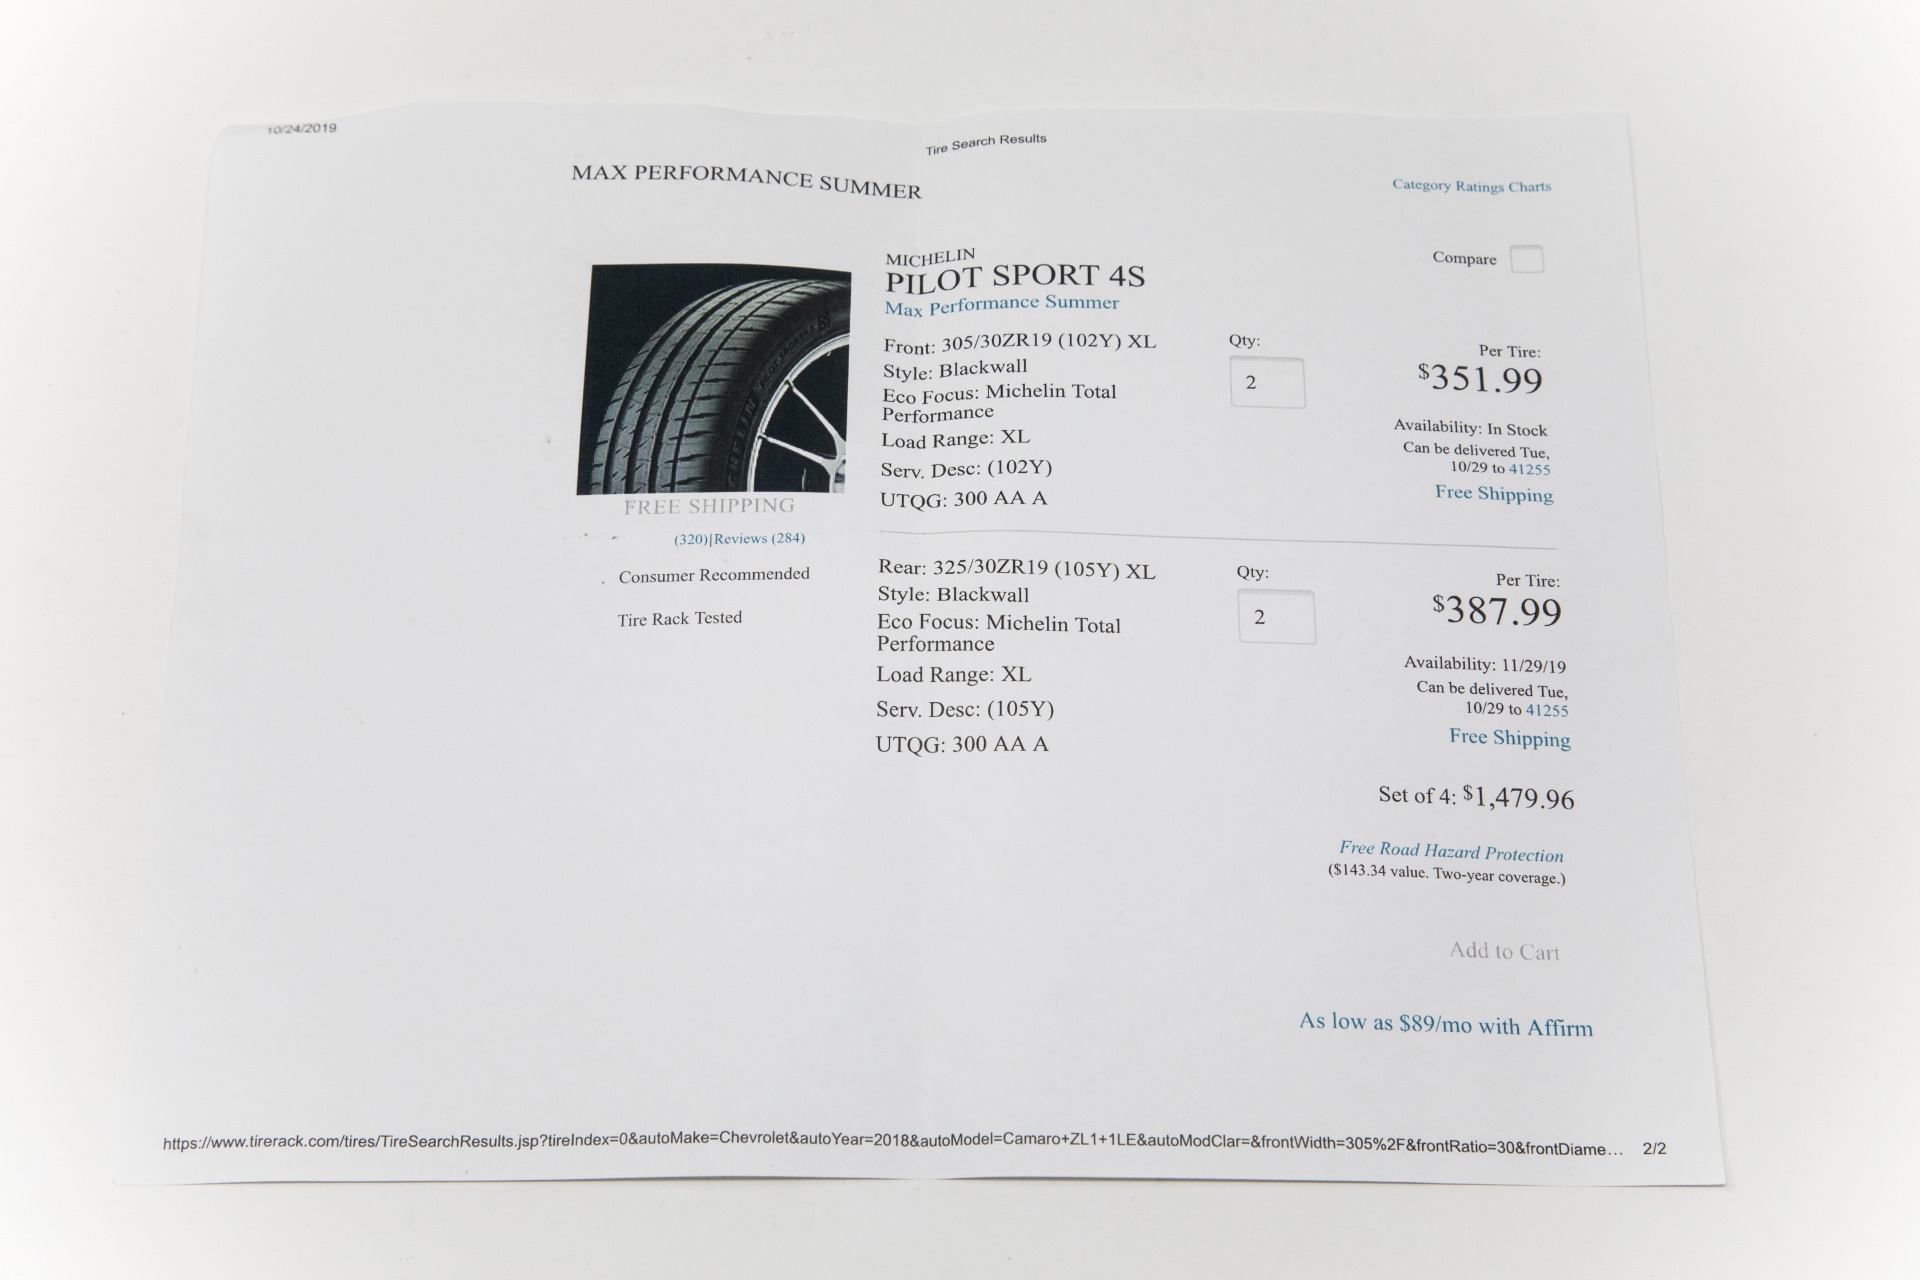 10/24/2019
Tire Search Results
MAX PERFORMANCE SUMMER
Category Ratings Charts
MICHELIN
PILOT SPORT 4S
Max Performance Summer
Compare
Front: 305/30ZR19 (102Y) XL
Style: Blackwall
Eco Focus: Michelin Total
Performance
Load Range: XL
Serv. Desc: (102Y)
UTQG: 300 AA A
Qty:
2
Per Tire:
$351.99
Availability: In Stock
Can be delivered Tue,
10/29 to 41255
Free Shipping
FREE SHIPPING
(320)|Reviews (284)
Consumer Recommended
Tire Rack Tested
Rear: 325/30ZR19 (105Y) XL
Style: Blackwall
Eco Focus: Michelin Total
Performance
Load Range: XL
Serv. Desc: (105Y)
UTQG: 300 AA A
Qty:
2
Per Tire:
$387.99
Availability: 11/29/19
Can be delivered Tue,
10/29 to 41255
Free Shipping
Set of 4: $1,479.96
Free Road Hazard Protection
($143.34 value. Two-year coverage.)
Add to Cart
As low as $89/mo with Affirm
https://www.tirerack.com/tires/TireSearchResults.jsp?tireIndex=0&autoMake=Chevrolet&autoYear=2018&autoModel=Camaro+ZL1+1LE&autoModClar=&frontWidth=305%2F&frontRatio=30&frontDiame... 2/2